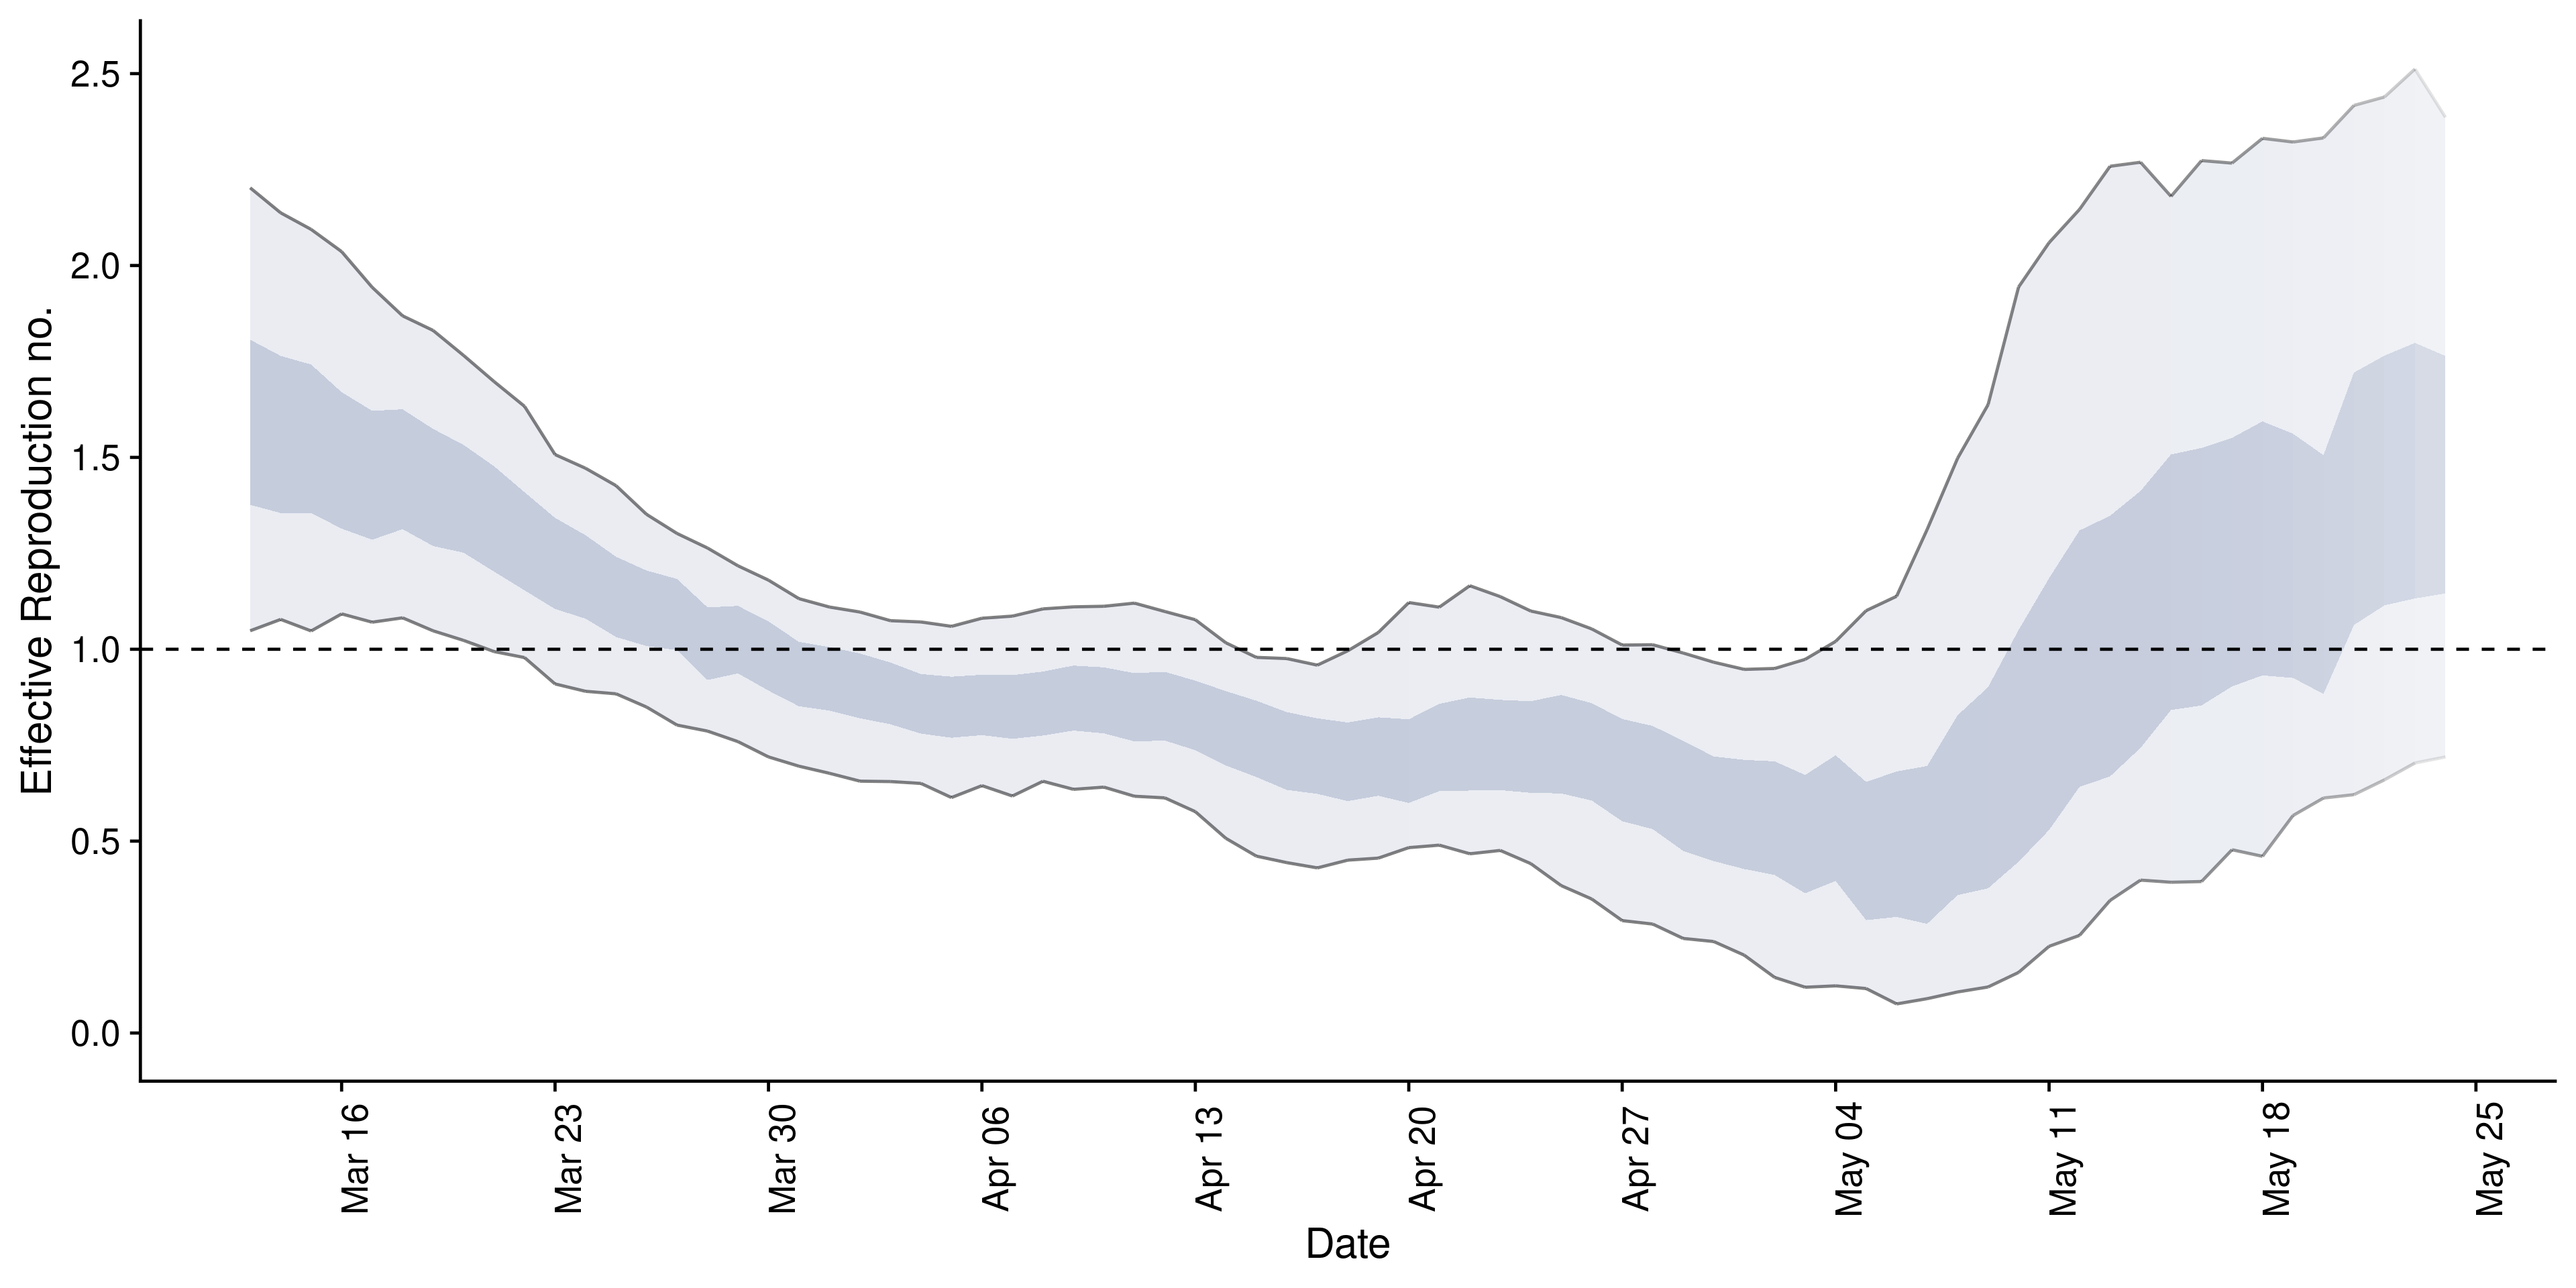 Effective Reproduction no.
2.5
2.0
1.5
1.0
0.5
0.0
Mar 16
Mar 23
Mar 30
Apr 06
Apr 13
Apr 20
Apr 27
May 04
May 11
May 18
May 25
Date